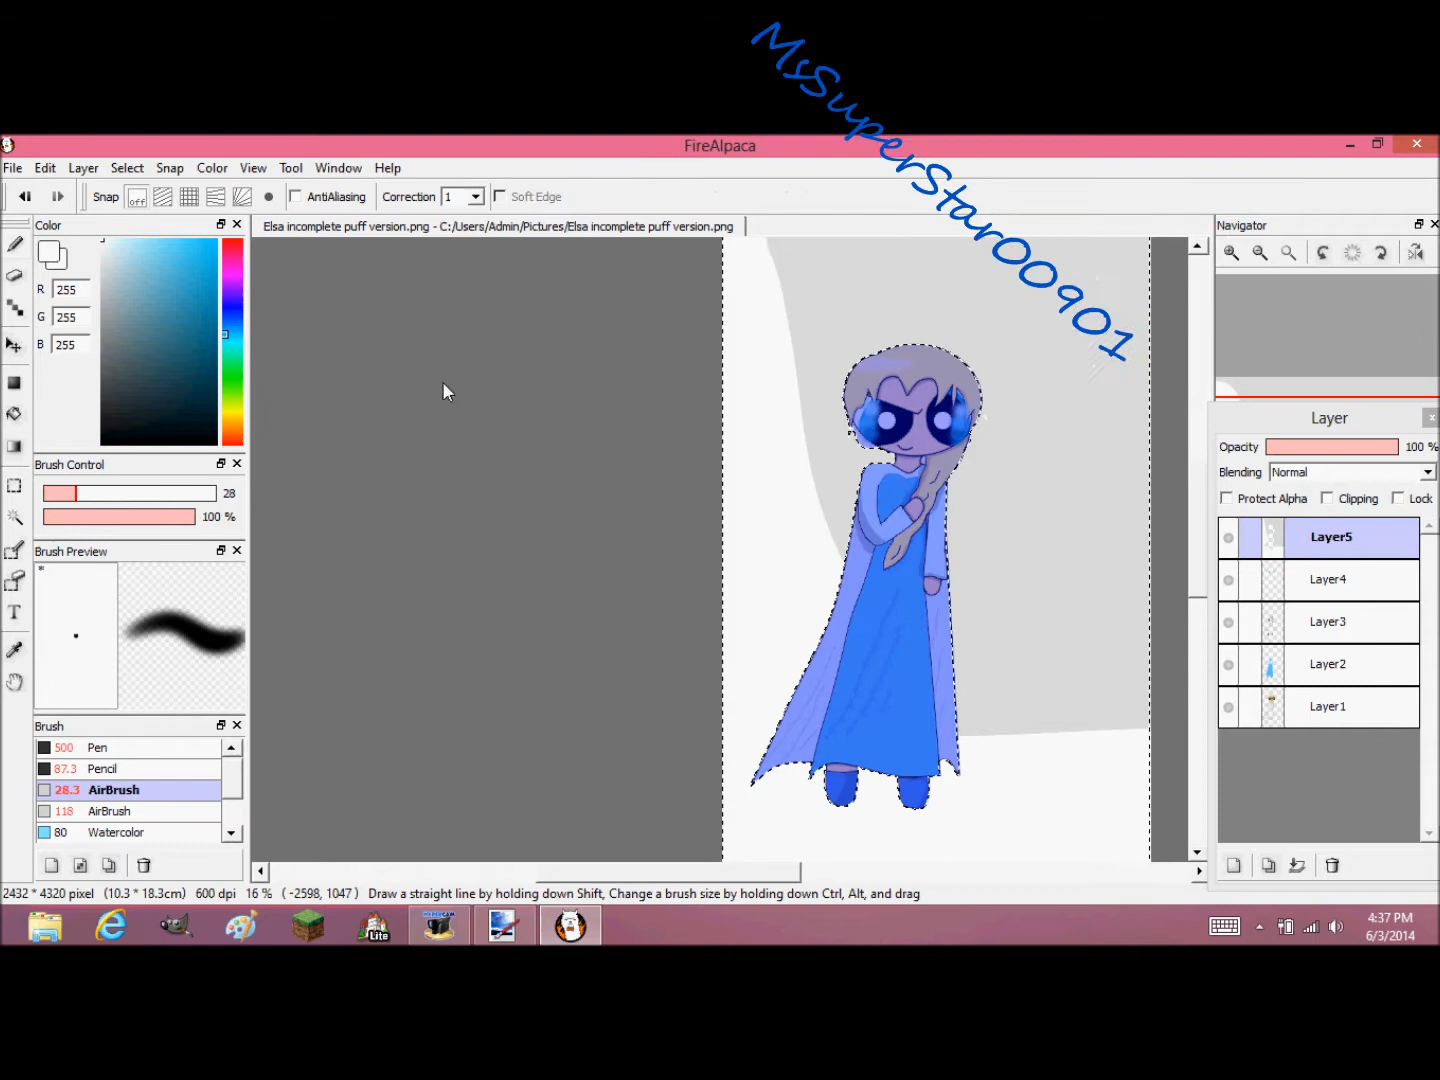 MsSuperStar00901
FireAlpaca
File Edit Layer Select Snap Color View Tool Window Help
Snap off AntiAliasing Correction 1 Soft Edge
Color
Elsa incomplete puff version.png - C:/Users/Admin/Pictures/Elsa incomplete puff version.png
Navigator
R 255
G 255
B 255
Layer
Opacity 100 %
Brush Control
Blending Normal
28
Protect Alpha Clipping Lock
100 %
Layer5
Brush Preview
Layer4
T
Layer3
Layer2
Layer1
Brush
500 Pen
87.3 Pencil
28.3 AirBrush
118 AirBrush
80 Watercolor
2432 * 4320 pixel (10.3 * 18.3cm) 600 dpi 16 % ( -2598, 1047) Draw a straight line by holding down Shift, Change a brush size by holding down Ctrl, Alt, and drag
Lite
4:37 PM
6/3/2014